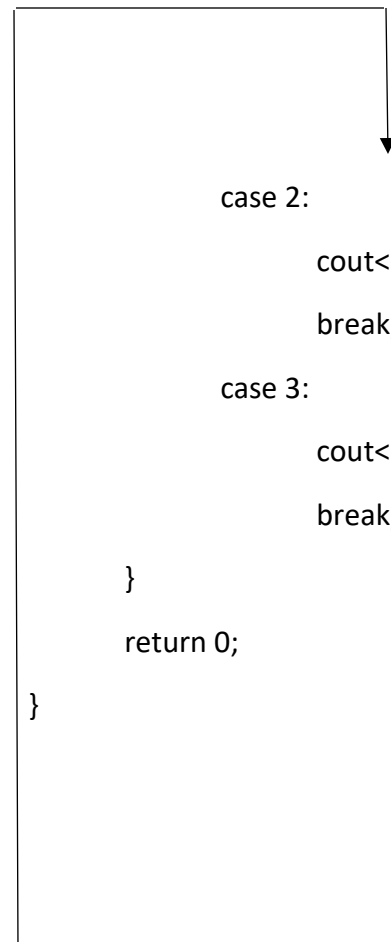 case 2:
cout<
break
case 3:
cout<
break
}
return 0;
}